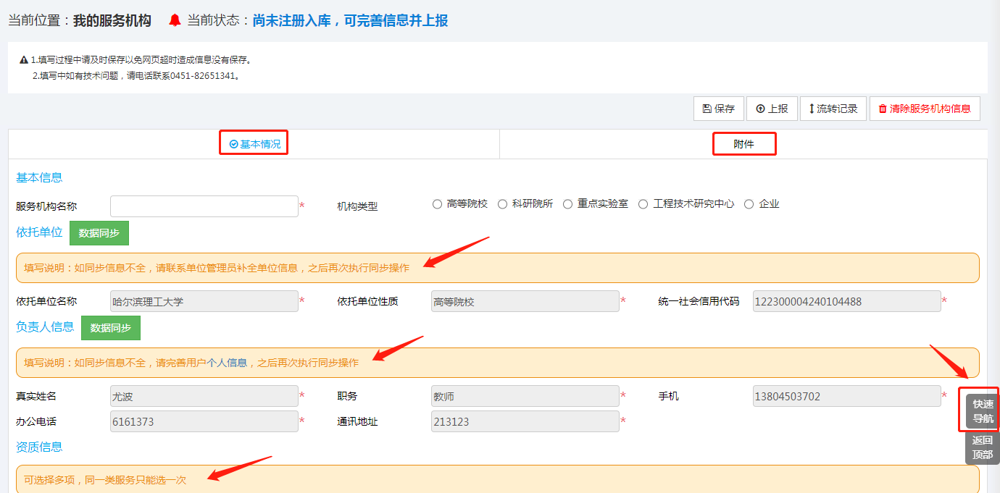 当前位置：我的服务机构 当前状态：尚未注册入库，可完善信息并上报
1.填写过程中请及时保存以免网页超时造成信息没有保存。
2.填写中如有技术问题，请电话联系0451-82651341。
保存 上报 流转记录 清除服务机构信息
基本情况 附件
基本信息
服务机构名称 * 机构类型 高等院校 科研院所 重点实验室 工程技术研究中心 企业
依托单位 数据同步
填写说明：如同步信息不全，请联系单位管理员补全单位信息，之后再次执行同步操作
依托单位名称 哈尔滨理工大学 * 依托单位性质 高等院校 * 统一社会信用代码 122300004240104488 *
负责人信息 数据同步
填写说明：如同步信息不全，请完善用户个人信息，之后再次执行同步操作
真实姓名 尤波 * 职务 教师 * 手机 13804503702 *
办公电话 6161373 * 通讯地址 213123 *
快速
导航
返回
顶部
资质信息
可选择多项，同一类服务只能选一次